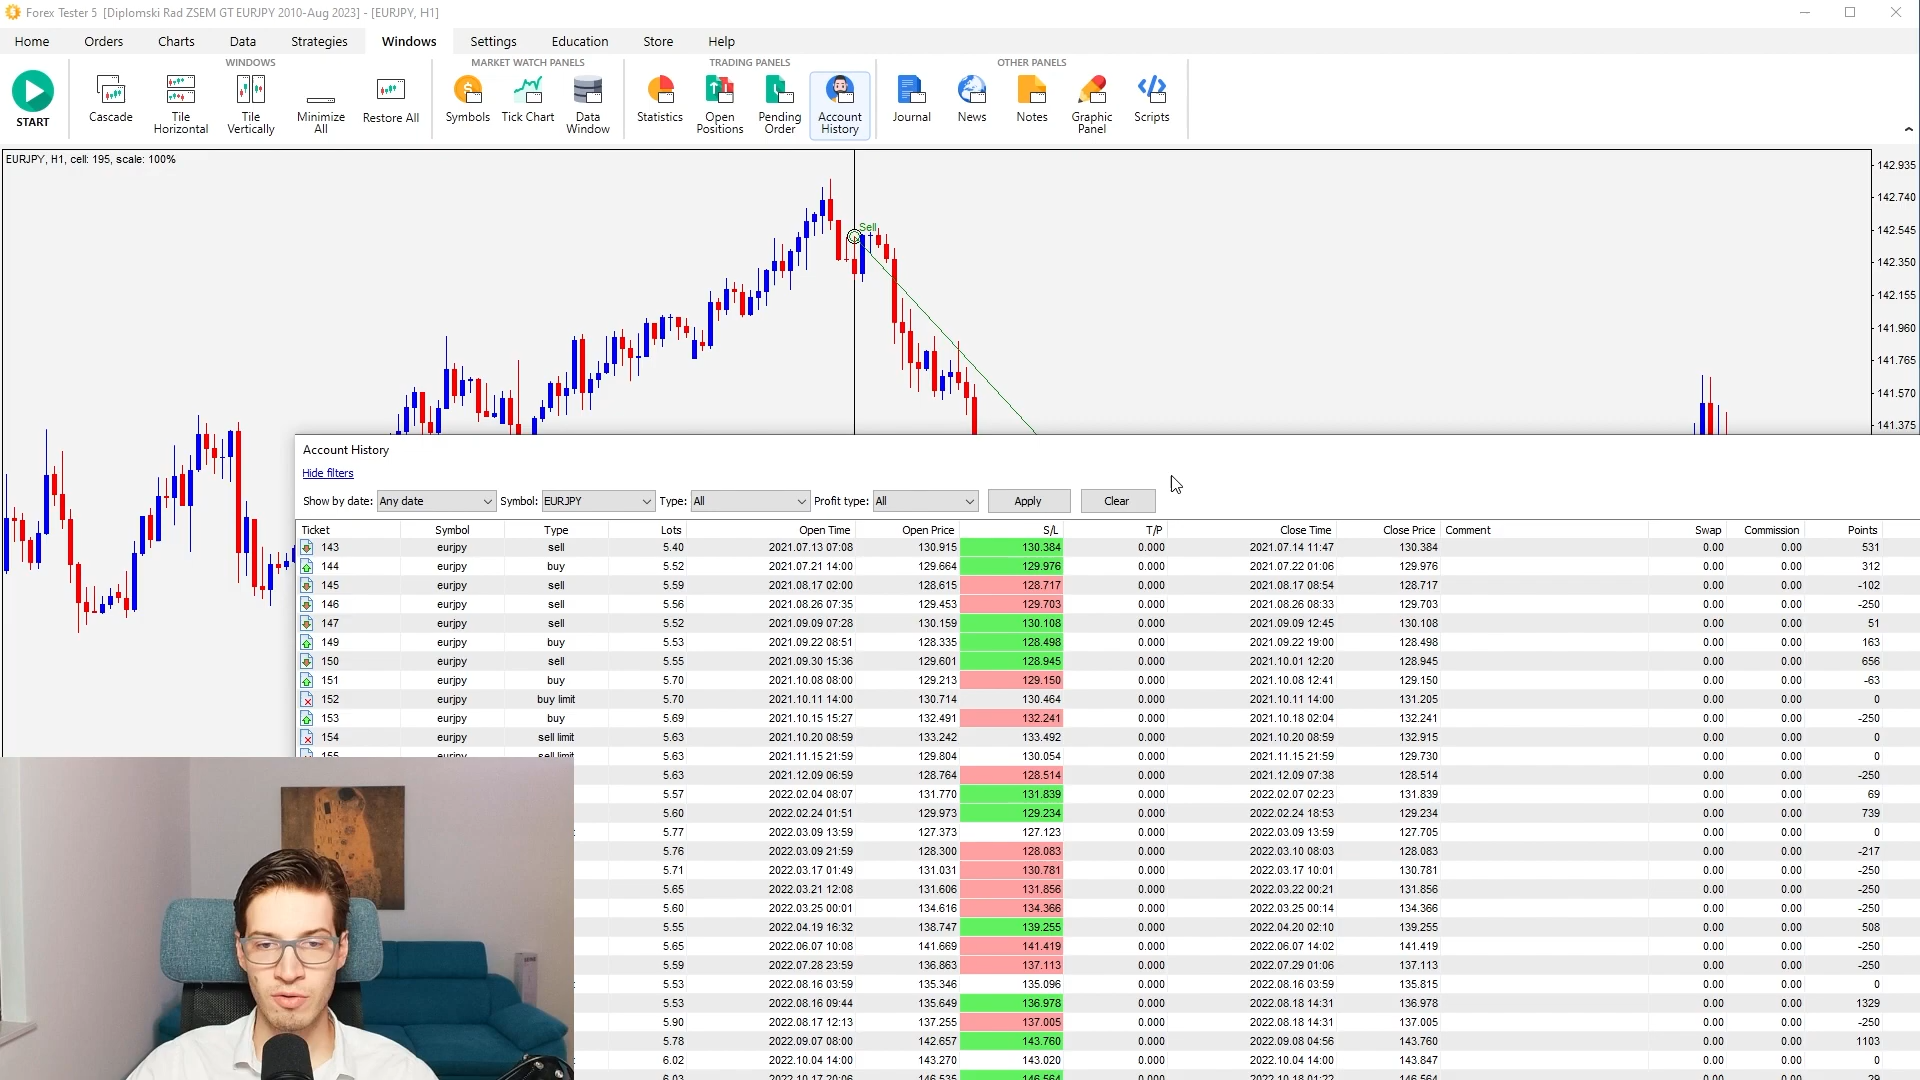 Forex Tester 5 [Diplomski Rad ZSEM GT EURJPY 2010-Aug 2023] - [EURJPY, H1]
Home Orders Charts Data Strategies Windows Settings Education Store Help
WINDOWS MARKET WATCH PANELS TRADING PANELS OTHER PANELS
START Cascade Tile Horizontal Tile Vertically Minimize All Restore All Symbols Tick Chart Data Window Statistics Open Positions Pending Order Account History Journal News Notes Graphic Panel Scripts
EURJPY, H1, cell: 195, scale: 100%
142.935
142.740
Sell
142.545
142.350
142.155
141.960
141.765
141.570
141.375
Account History
Hide filters
Show by date: Any date Symbol: EURJPY Type: All Profit type: All Apply Clear
Ticket Symbol Type Lots Open Time Open Price S/L T/P Close Time Close Price Comment Swap Commission Points
143 eurjpy sell 5.40 2021.07.13 07:08 130.915 130.384 0.000 2021.07.14 11:47 130.384 0.00 0.00 531
144 eurjpy buy 5.52 2021.07.21 14:00 129.664 129.976 0.000 2021.07.22 01:06 129.976 0.00 0.00 312
145 eurjpy sell 5.59 2021.08.17 02:00 128.615 128.717 0.000 2021.08.17 08:54 128.717 0.00 0.00 -102
146 eurjpy sell 5.56 2021.08.26 07:35 129.453 129.703 0.000 2021.08.26 08:33 129.703 0.00 0.00 -250
147 eurjpy sell 5.52 2021.09.09 07:28 130.159 130.108 0.000 2021.09.09 12:45 130.108 0.00 0.00 51
149 eurjpy buy 5.53 2021.09.22 08:51 128.335 128.498 0.000 2021.09.22 19:00 128.498 0.00 0.00 163
150 eurjpy sell 5.55 2021.09.30 15:36 129.601 128.945 0.000 2021.10.01 12:20 128.945 0.00 0.00 656
151 eurjpy buy 5.70 2021.10.08 08:00 129.213 129.150 0.000 2021.10.08 12:41 129.150 0.00 0.00 -63
152 eurjpy buy limit 5.70 2021.10.11 14:00 130.714 130.464 0.000 2021.10.11 14:00 131.205 0.00 0.00 0
153 eurjpy buy 5.69 2021.10.15 15:27 132.491 132.241 0.000 2021.10.18 02:04 132.241 0.00 0.00 -250
154 eurjpy sell limit 5.63 2021.10.20 08:59 133.242 133.492 0.000 2021.10.20 08:59 132.915 0.00 0.00 0
155 eurjpy sell limit 5.63 2021.11.15 21:59 129.804 130.054 0.000 2021.11.15 21:59 129.730 0.00 0.00 0
5.63 2021.12.09 06:59 128.764 128.514 0.000 2021.12.09 07:38 128.514 0.00 0.00 -250
5.57 2022.02.04 08:07 131.770 131.839 0.000 2022.02.07 02:23 131.839 0.00 0.00 69
5.60 2022.02.24 01:51 129.973 129.234 0.000 2022.02.24 18:53 129.234 0.00 0.00 739
5.77 2022.03.09 13:59 127.373 127.123 0.000 2022.03.09 13:59 127.705 0.00 0.00 0
5.76 2022.03.09 21:59 128.300 128.083 0.000 2022.03.10 08:03 128.083 0.00 0.00 -217
5.71 2022.03.17 01:49 131.031 130.781 0.000 2022.03.17 10:01 130.781 0.00 0.00 -250
5.65 2022.03.21 12:08 131.606 131.856 0.000 2022.03.22 00:21 131.856 0.00 0.00 -250
5.60 2022.03.25 00:01 134.616 134.366 0.000 2022.03.25 00:14 134.366 0.00 0.00 -250
5.55 2022.04.19 16:32 138.747 139.255 0.000 2022.04.20 02:10 139.255 0.00 0.00 508
5.65 2022.06.07 10:08 141.669 141.419 0.000 2022.06.07 14:02 141.419 0.00 0.00 -250
5.59 2022.07.28 23:59 136.863 137.113 0.000 2022.07.29 01:06 137.113 0.00 0.00 -250
5.53 2022.08.16 03:59 135.346 135.096 0.000 2022.08.16 03:59 135.815 0.00 0.00 0
5.53 2022.08.16 09:44 135.649 136.978 0.000 2022.08.18 14:31 136.978 0.00 0.00 1329
5.90 2022.08.17 12:13 137.255 137.005 0.000 2022.08.18 14:31 137.005 0.00 0.00 -250
5.78 2022.09.07 08:00 142.657 143.760 0.000 2022.09.08 04:56 143.760 0.00 0.00 1103
6.02 2022.10.04 14:00 143.270 143.020 0.000 2022.10.04 14:00 143.847 0.00 0.00 0
6.03 2022.10.17 20:06 146.535 146.564 0.000 2022.10.18 01:22 146.564 0.00 0.00 29